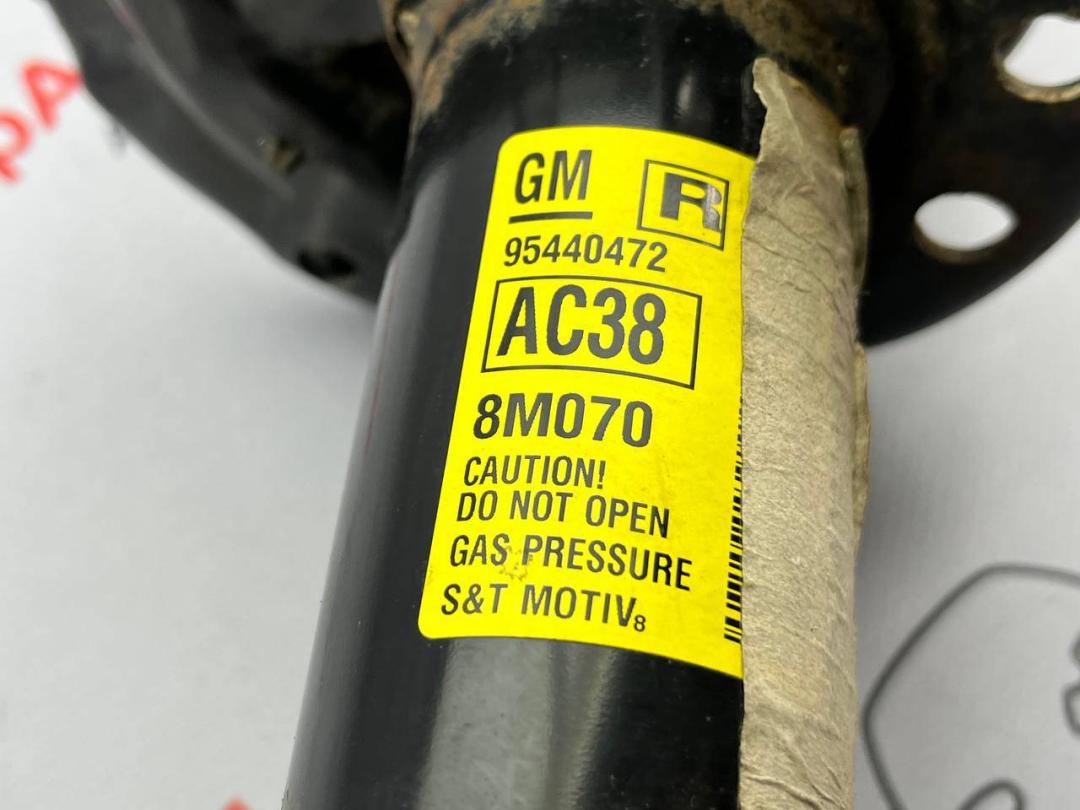 GM R
95440472
AC38
8M070
CAUTION!
DO NOT OPEN
GAS PRESSURE
S&T MOTIV8